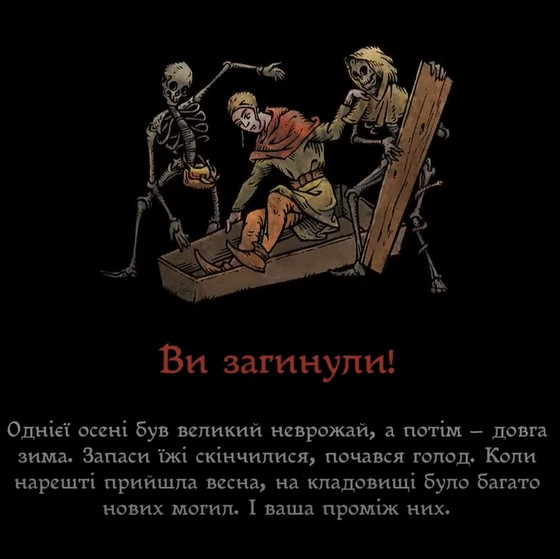 Ви загинули!
Однієї осені був великий неврожай, а потім – довга
зима. Запаси їжі скінчилися, почався голод. Коли
нарешті прийшла весна, на кладовищі було багато
нових могил. І ваша проміж них.